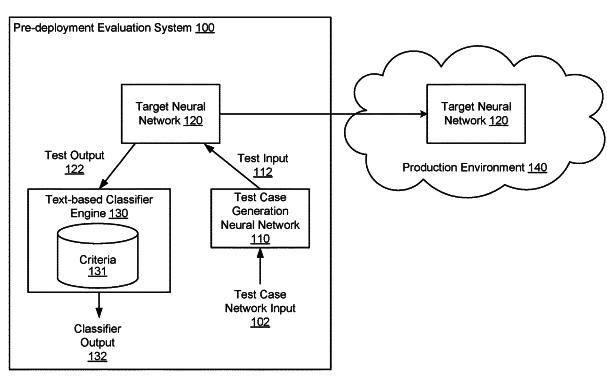 Pre-deployment Evaluation System 100
Target Neural
Network 120
Target Neural
Network 120
Production Environment 140
Test Output
122
Test Input
112
Text-based Classifier
Engine 130
Criteria
131
Test Case
Generation
Neural Network
110
Classifier
Output
132
Test Case
Network Input
102